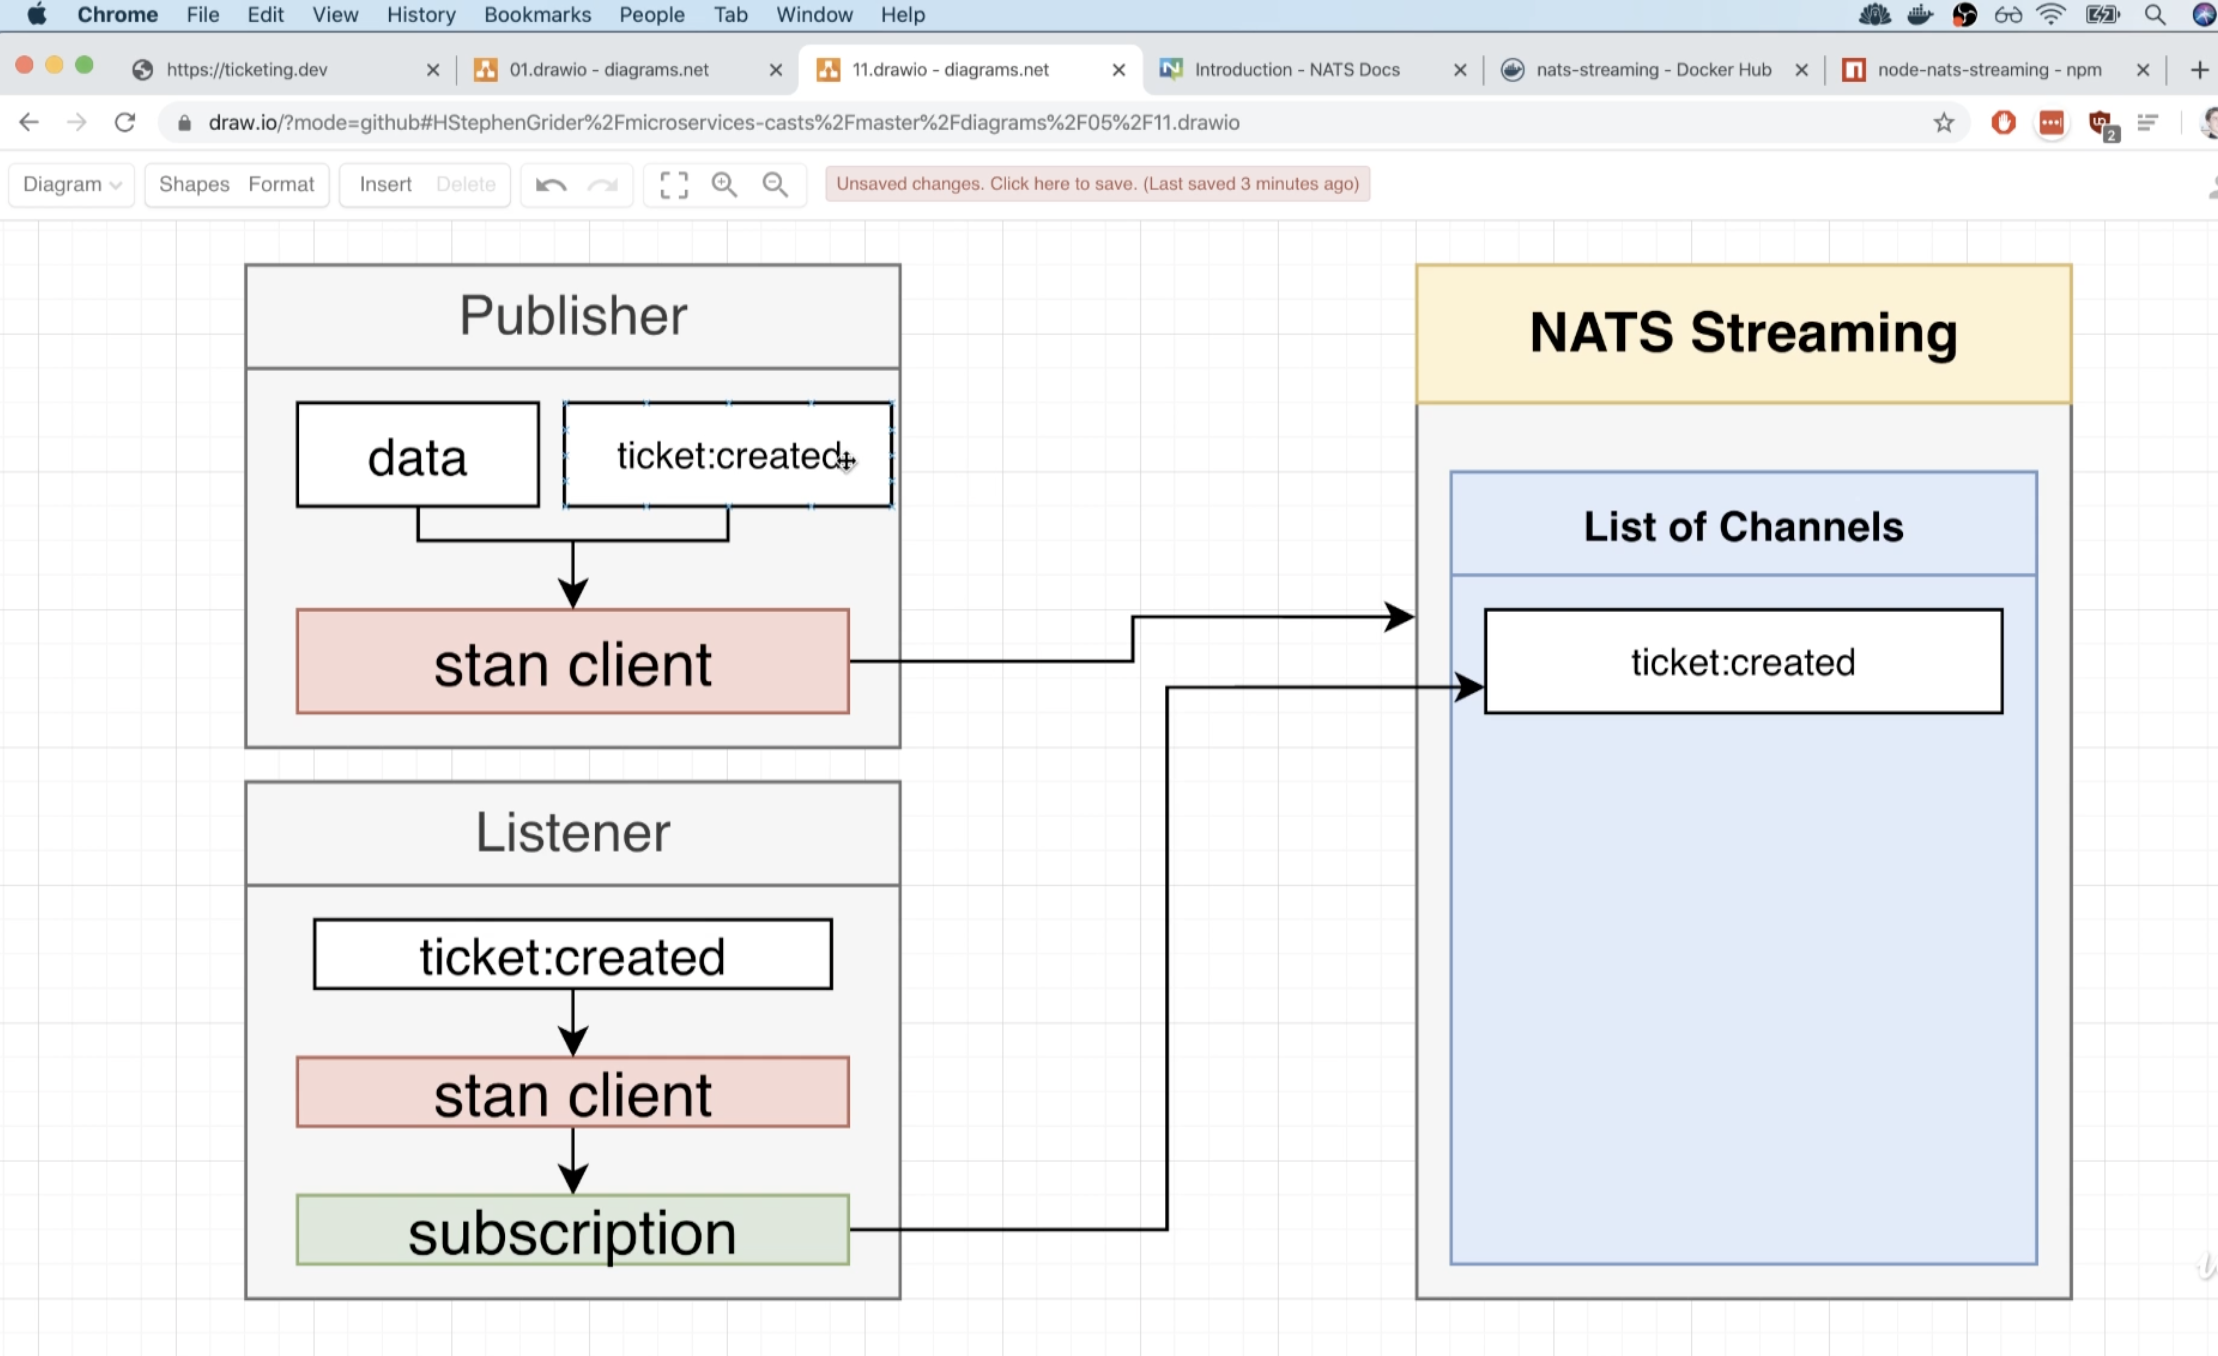 Chrome File Edit View History Bookmarks People Tab Window Help
https://ticketing.dev 01.drawio - diagrams.net 11.drawio - diagrams.net Introduction - NATS Docs nats-streaming - Docker Hub node-nats-streaming - npm
draw.io/?mode=github#HStephenGrider%2Fmicroservices-casts%2Fmaster%2Fdiagrams%2F05%2F11.drawio 2
Diagram Shapes Format Insert Delete Unsaved changes. Click here to save. (Last saved 3 minutes ago)
Publisher
data ticket:created
stan client
Listener
ticket:created
stan client
subscription
NATS Streaming
List of Channels
ticket:created